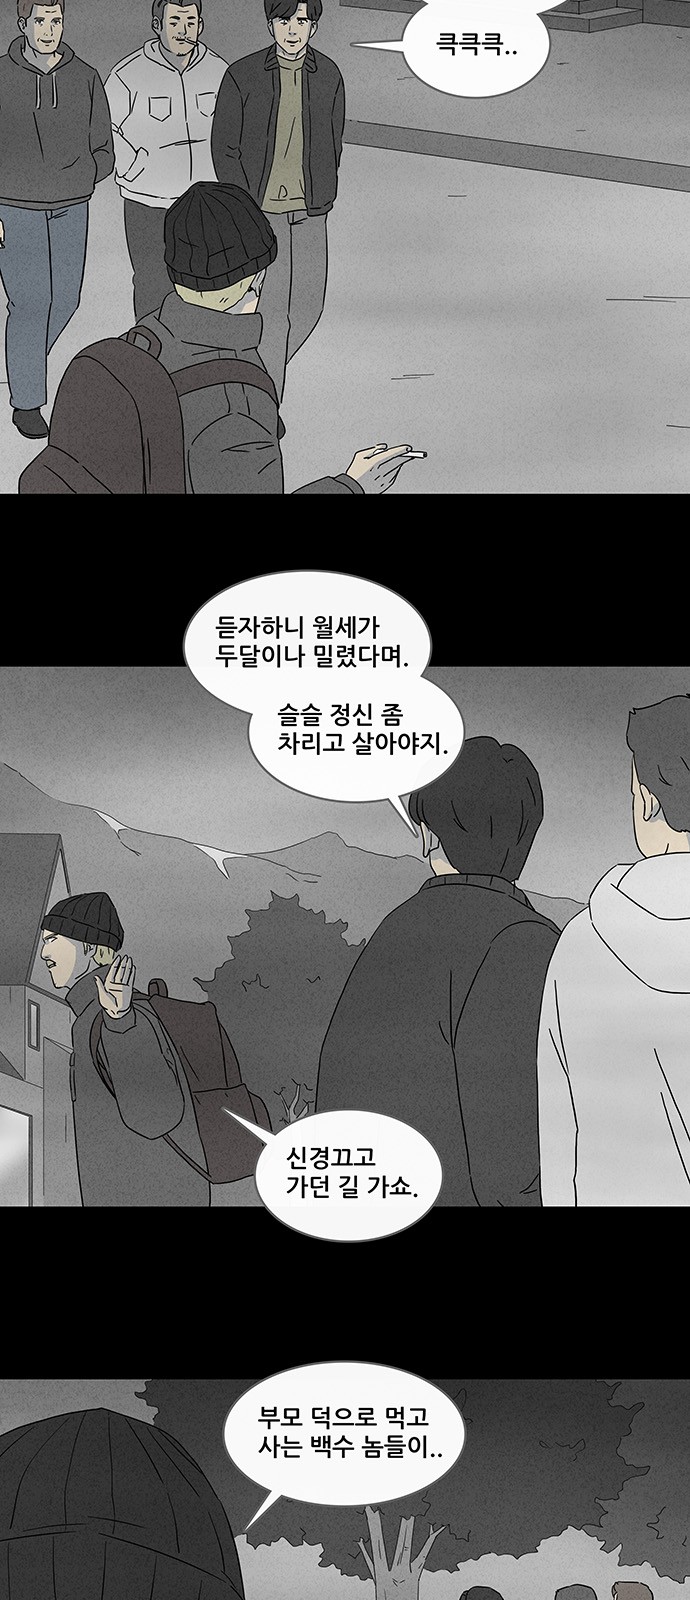 큭큭큭..
듣자하니 월세가
두달이나 밀렸다며.
슬슬 정신 좀
차리고 살아야지.
신경끄고
가던 길 가쇼.
부모 덕으로 먹고
사는 백수 놈들이..